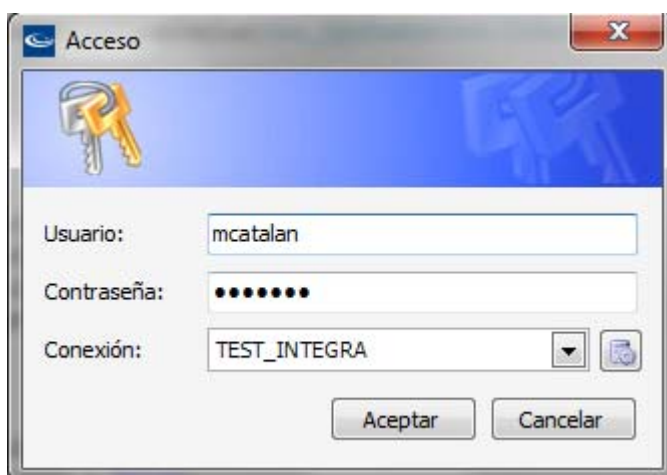 Acceso
Usuario: mcatalan
Contraseña: ●●●●●●●
Conexión: TEST_INTEGRA
Aceptar Cancelar